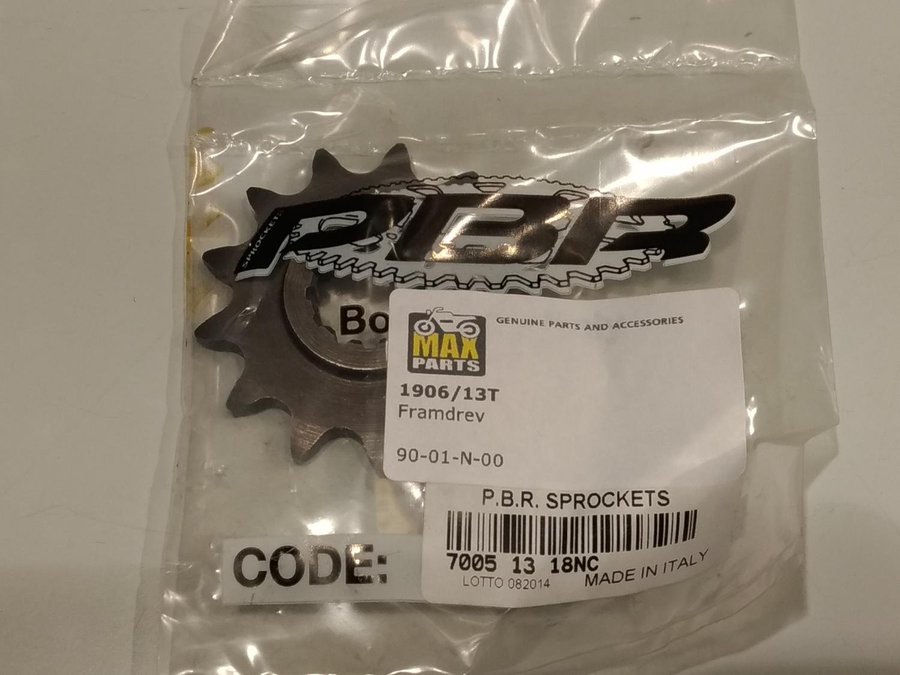 SPROCKETS
PBR
Bo
MAX
PARTS
GENUINE PARTS AND ACCESSORIES
1906/13T
Framdrev
90-01-N-00
P.B.R. SPROCKETS
7005 13 18NC
LOTTO 082014 MADE IN ITALY
CODE: